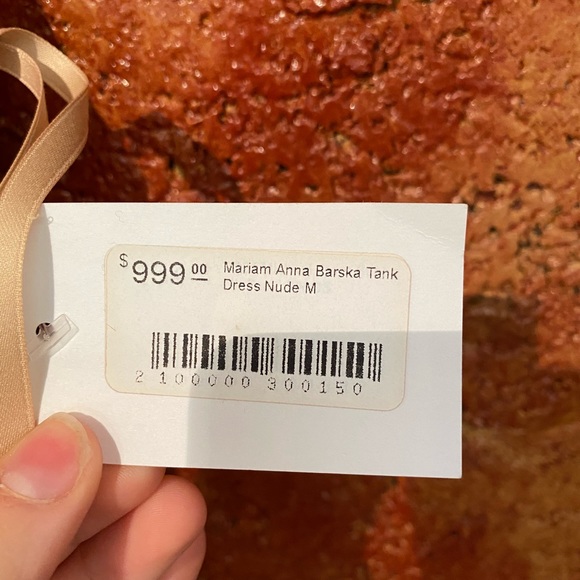 $999.00 Mariam Anna Barska Tank
Dress Nude M
2 100000 300150